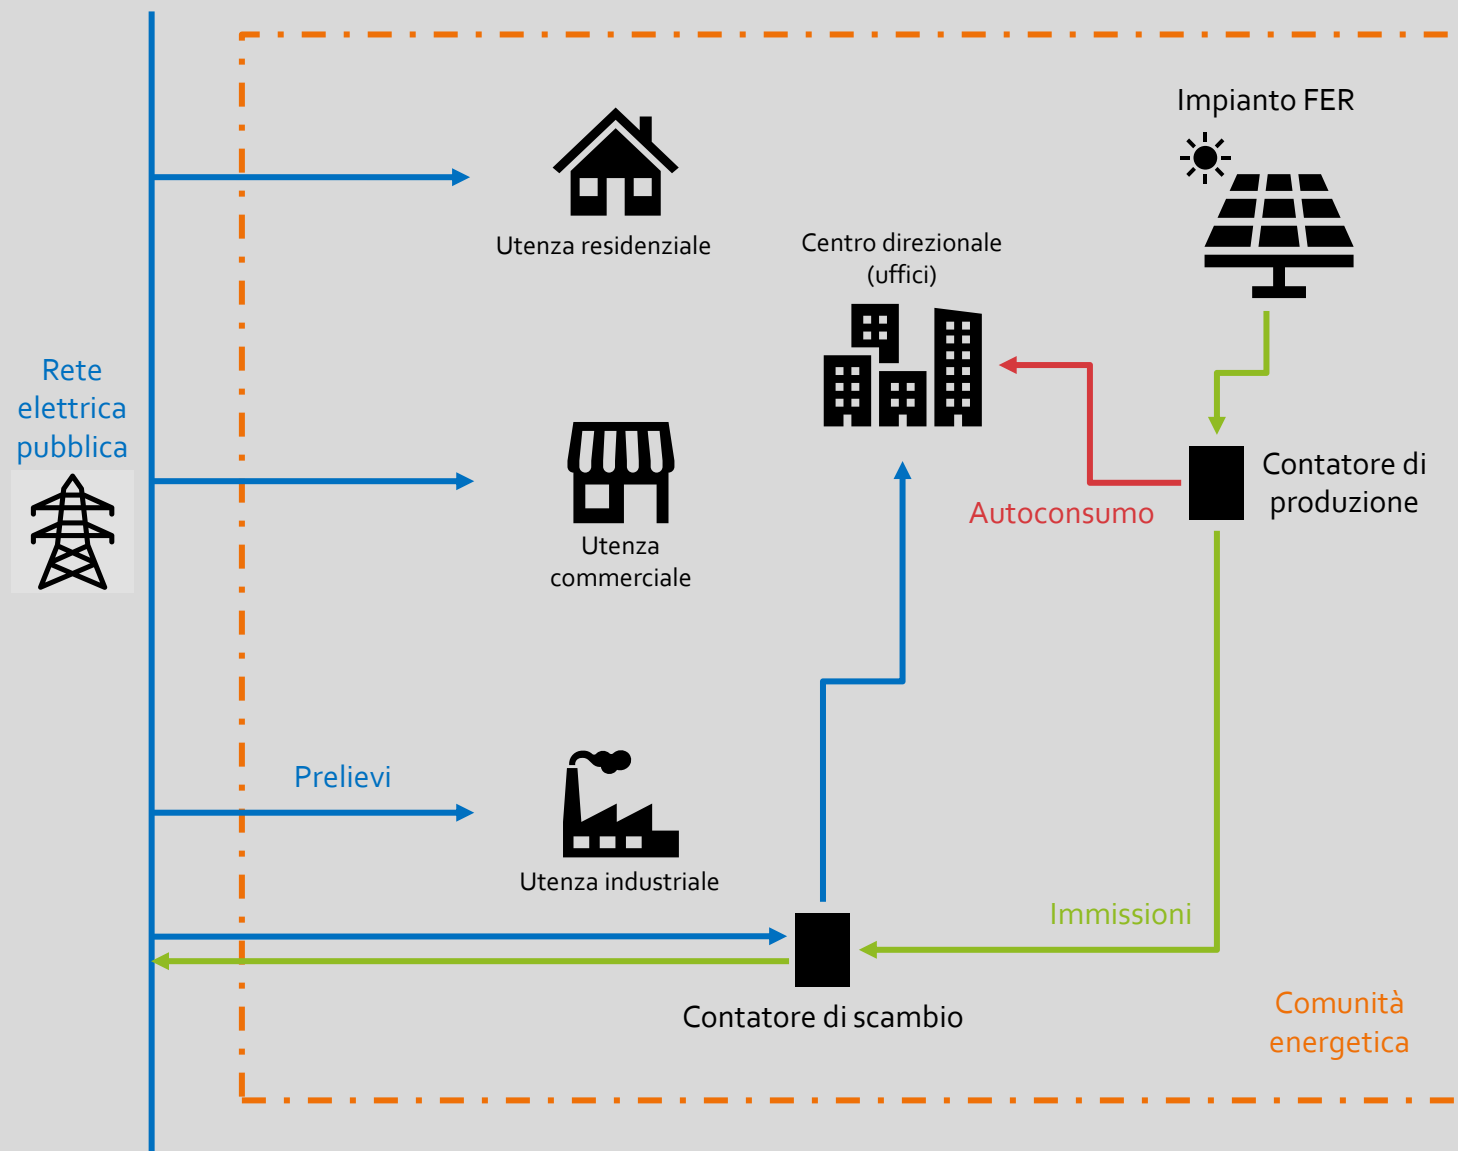 Impianto FER
Utenza residenziale
Centro direzionale
(uffici)
Rete
elettrica
pubblica
Contatore di
produzione
Autoconsumo
Utenza
commerciale
Prelievi
Utenza industriale
Immissioni
Contatore di scambio
Comunità
energetica